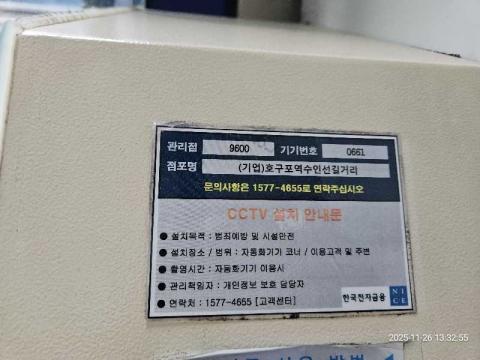 관리점 9600 기기번호 0661
점포명 (기업)호구포역수인선길거리
문의사항은 1577-4655로 연락주십시오
CCTV 설치 안내문
● 설치목적 : 범죄예방 및 시설안전
● 설치장소 / 범위 : 자동화기기 코너 / 이용고객 및 주변
● 촬영시간 : 자동화기기 이용시
● 관리책임자 : 개인정보 보호 담당자
● 연락처 : 1577-4655 [고객센터]
한국전자금융 NICE
2025-11-26 13:32:55